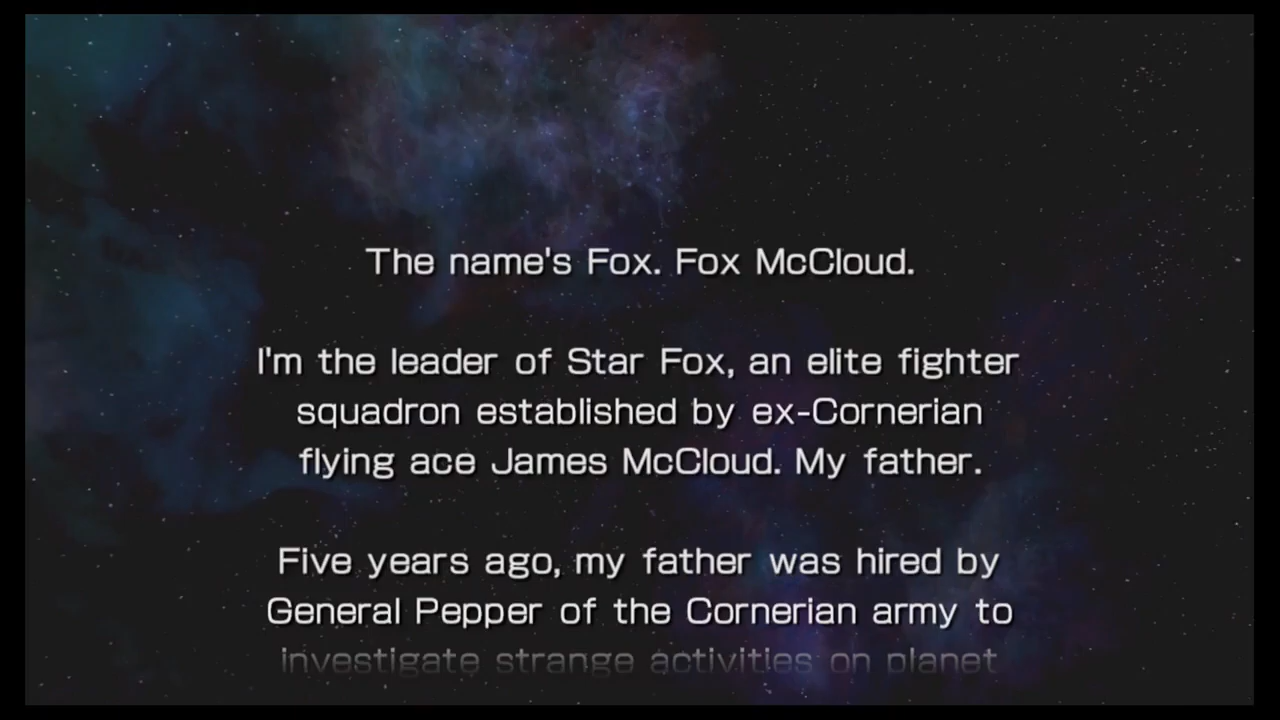 The name's Fox. Fox McCloud.
I'm the leader of Star Fox, an elite fighter
squadron established by ex-Cornerian
flying ace James McCloud. My father.
Five years ago, my father was hired by
General Pepper of the Cornerian army to
investigate strange activities on planet